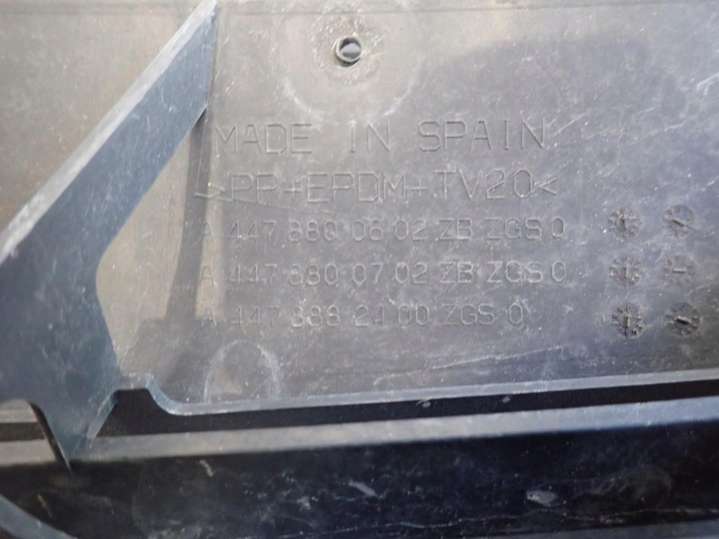 MADE IN SPAIN
>PP+EPDM+TV20<
A 447 880 06 02 ZB ZGS 0
A 447 880 07 02 ZB ZGS 0
A 447 888 24 00 ZGS 0